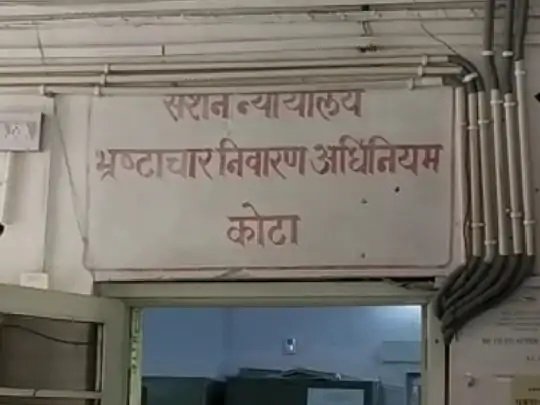 सेशन न्यायालय
भ्रष्टाचार निवारण अधिनियम
कोटा